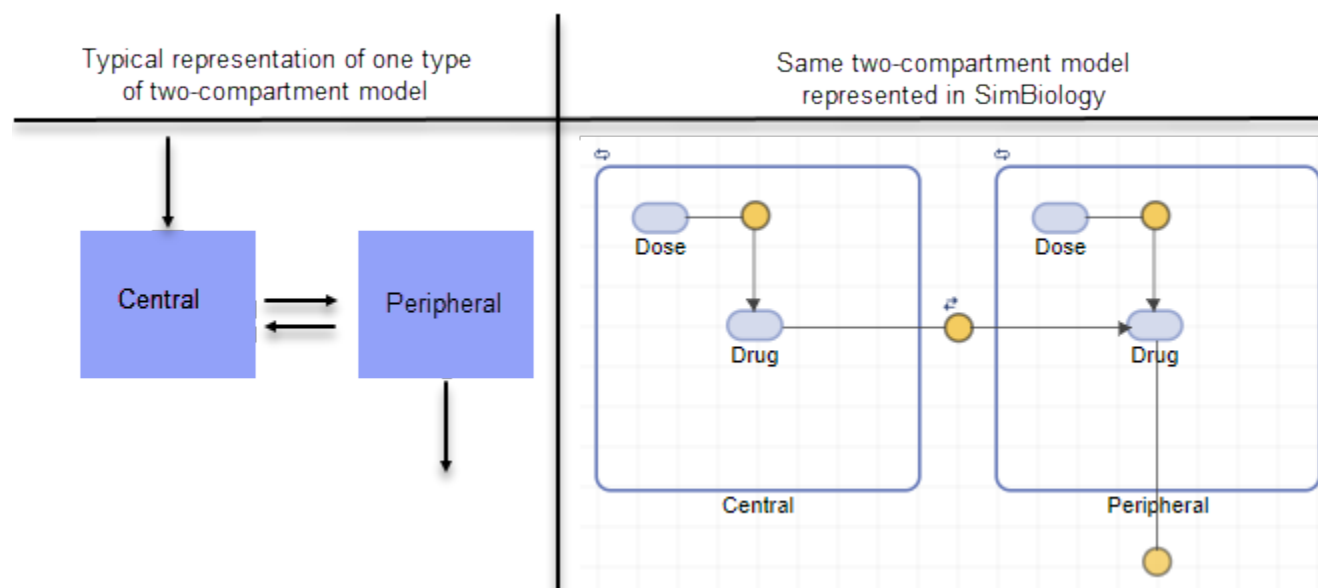 Typical representation of one type
of two-compartment model
Same two-compartment model
represented in SimBiology
Central
Peripheral
Dose
Drug
Central
Dose
Drug
Peripheral